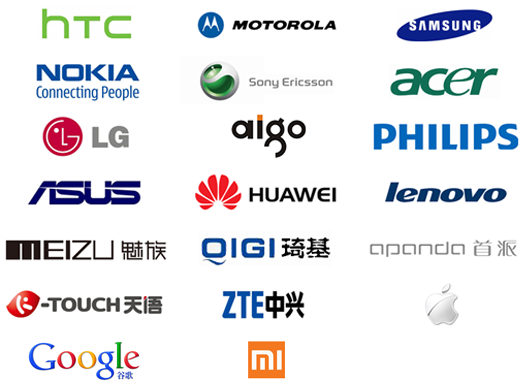 hTC
MOTOROLA
SAMSUNG
NOKIA
Connecting People
Sony Ericsson
acer
LG
aigo
PHILIPS
ASUS
HUAWEI
lenovo
MEIZU 魅族
QIGI 琦基
apanda 首派
K-TOUCH 天语
ZTE中兴
Google
谷歌
mi